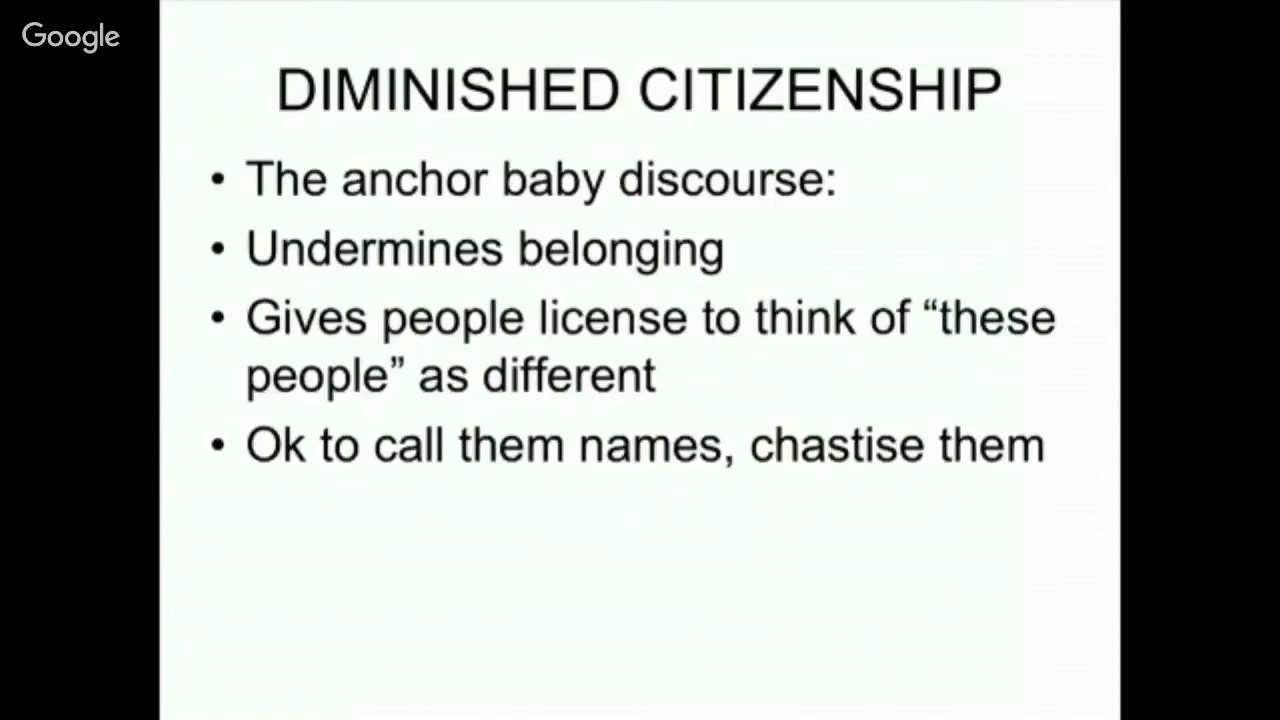 Google
DIMINISHED CITIZENSHIP
• The anchor baby discourse:
• Undermines belonging
• Gives people license to think of “these
people” as different
• Ok to call them names, chastise them